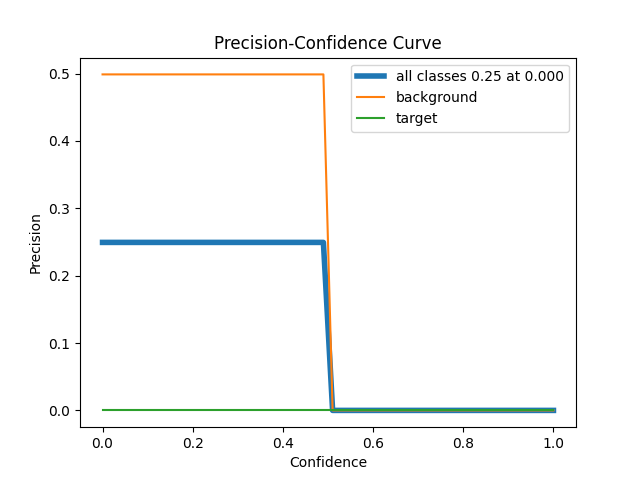 Precision-Confidence Curve
all classes 0.25 at 0.000
background
target
Precision
0.5
0.4
0.3
0.2
0.1
0.0
0.0 0.2 0.4 0.6 0.8 1.0
Confidence